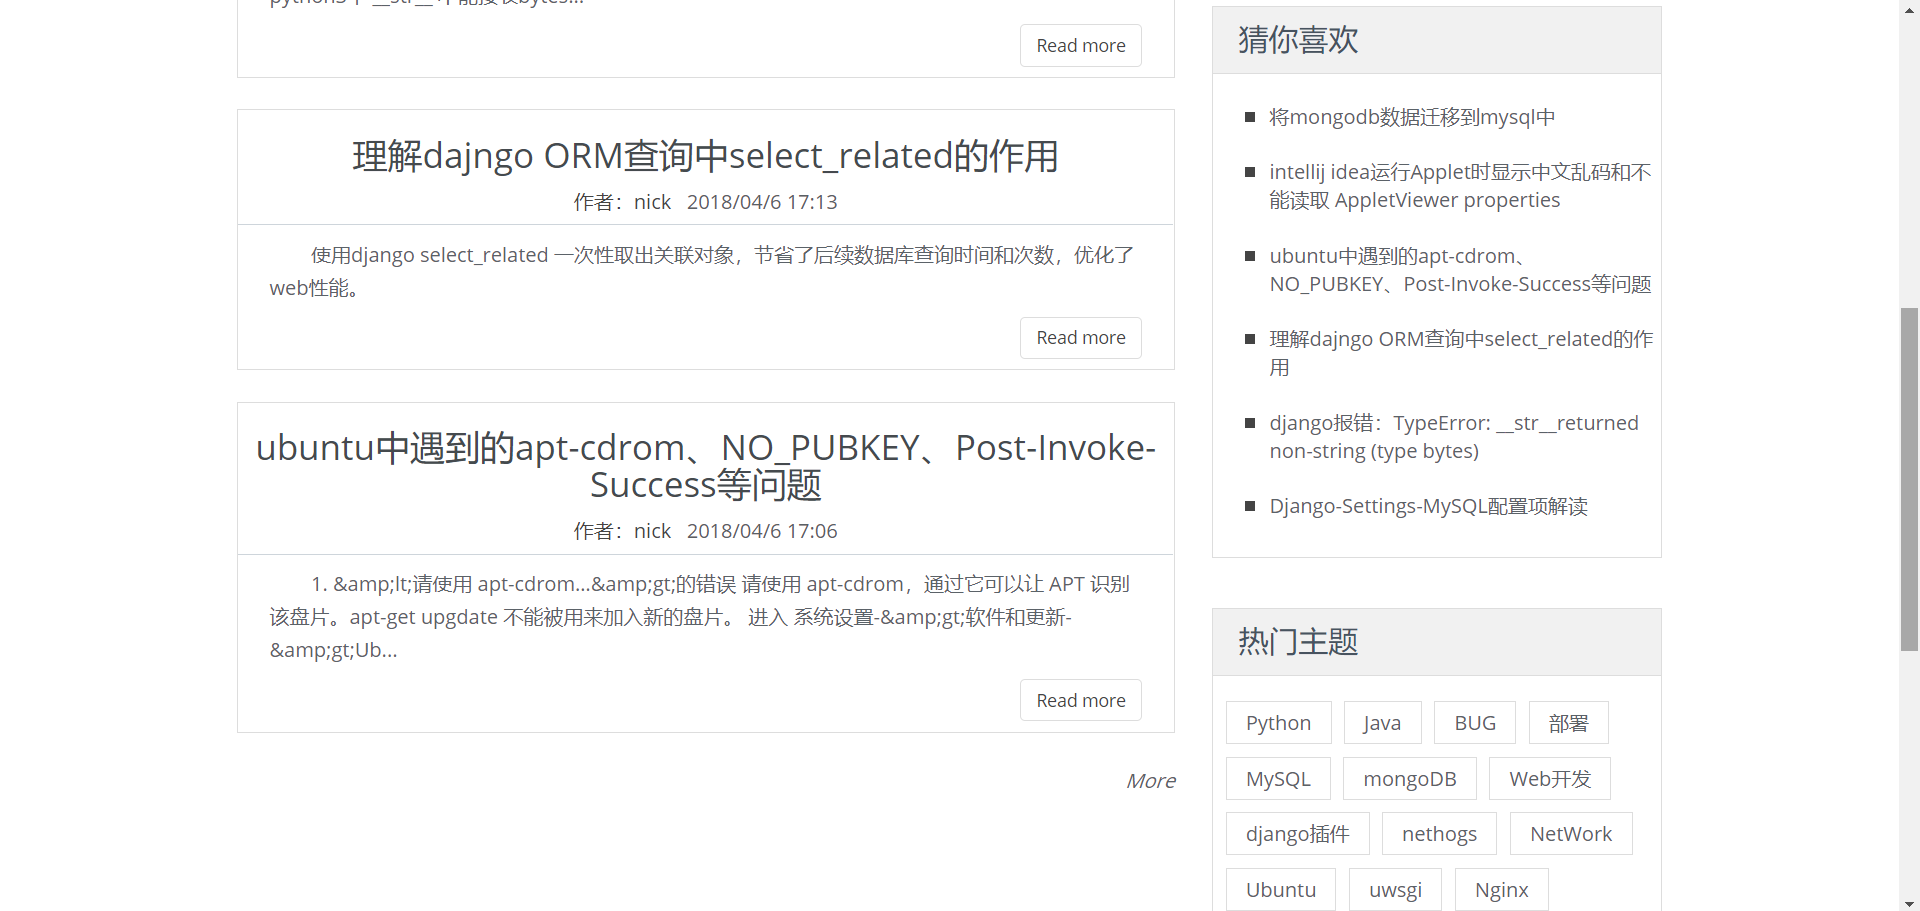 python3中 __str__ 不能接收bytes...
Read more
理解dajngo ORM查询中select_related的作用
作者：nick 2018/04/6 17:13
使用django select_related 一次性取出关联对象，节省了后续数据库查询时间和次数，优化了
web性能。
Read more
ubuntu中遇到的apt-cdrom、NO_PUBKEY、Post-Invoke-
Success等问题
作者：nick 2018/04/6 17:06
1. &amp;lt;请使用 apt-cdrom...&amp;gt;的错误 请使用 apt-cdrom，通过它可以让 APT 识别
该盘片。apt-get upgdate 不能被用来加入新的盘片。 进入 系统设置-&amp;gt;软件和更新-
&amp;gt;Ub...
Read more
More
猜你喜欢
将mongodb数据迁移到mysql中
intellij idea运行Applet时显示中文乱码和不
能读取 AppletViewer properties
ubuntu中遇到的apt-cdrom、
NO_PUBKEY、Post-Invoke-Success等问题
理解dajngo ORM查询中select_related的作
用
django报错：TypeError: __str__returned
non-string (type bytes)
Django-Settings-MySQL配置项解读
热门主题
Python Java BUG 部署
MySQL mongoDB Web开发
django插件 nethogs NetWork
Ubuntu uwsgi Nginx